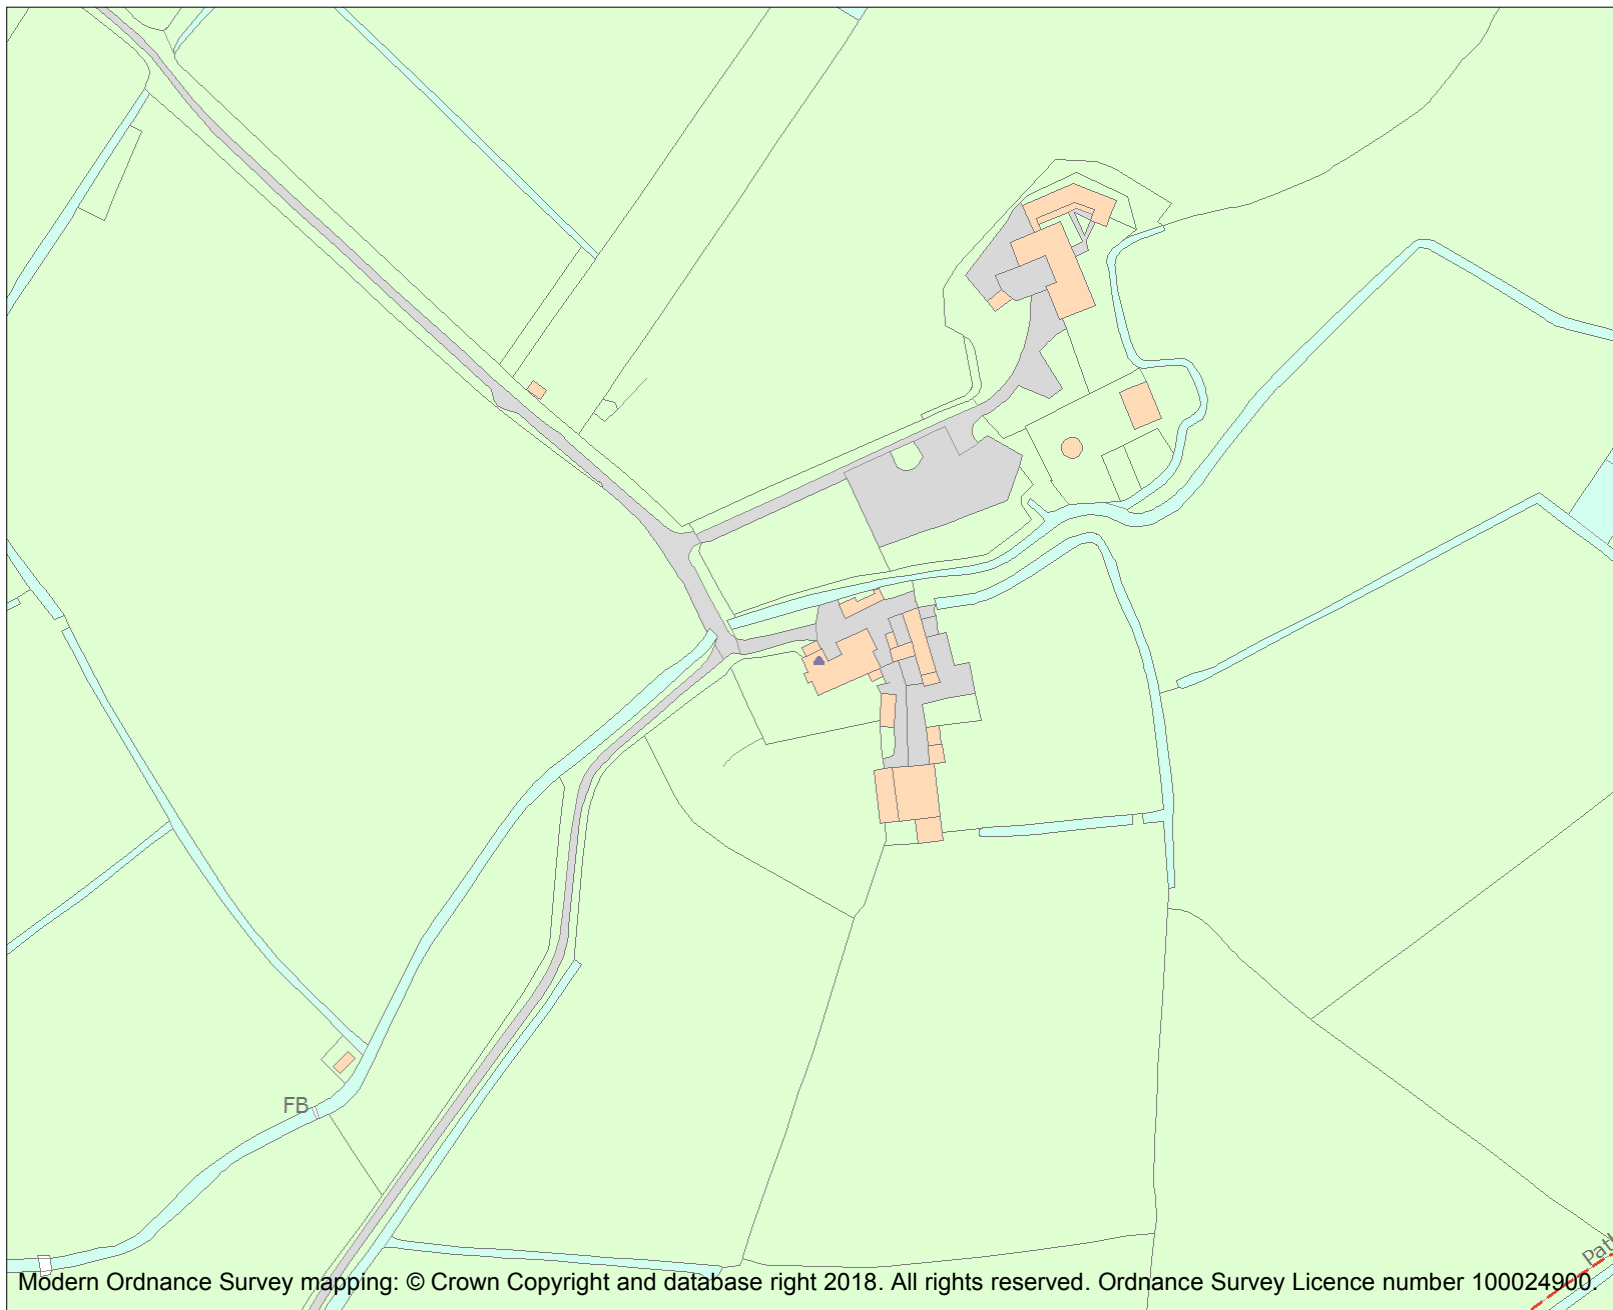 FB
Path
Modern Ordnance Survey mapping: © Crown Copyright and database right 2018. All rights reserved. Ordnance Survey Licence number 100024900.